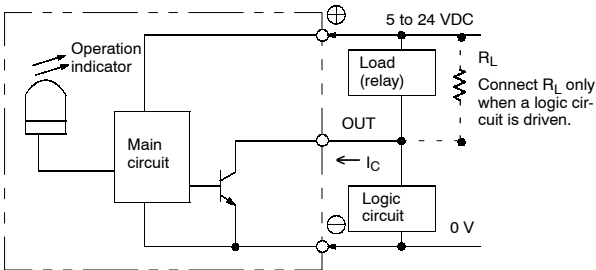 5 to 24 VDC
Operation
indicator
Load
(relay)
RL
Connect RL only
when a logic cir-
cuit is driven.
OUT
Main
circuit
IC
Logic
circuit
0 V